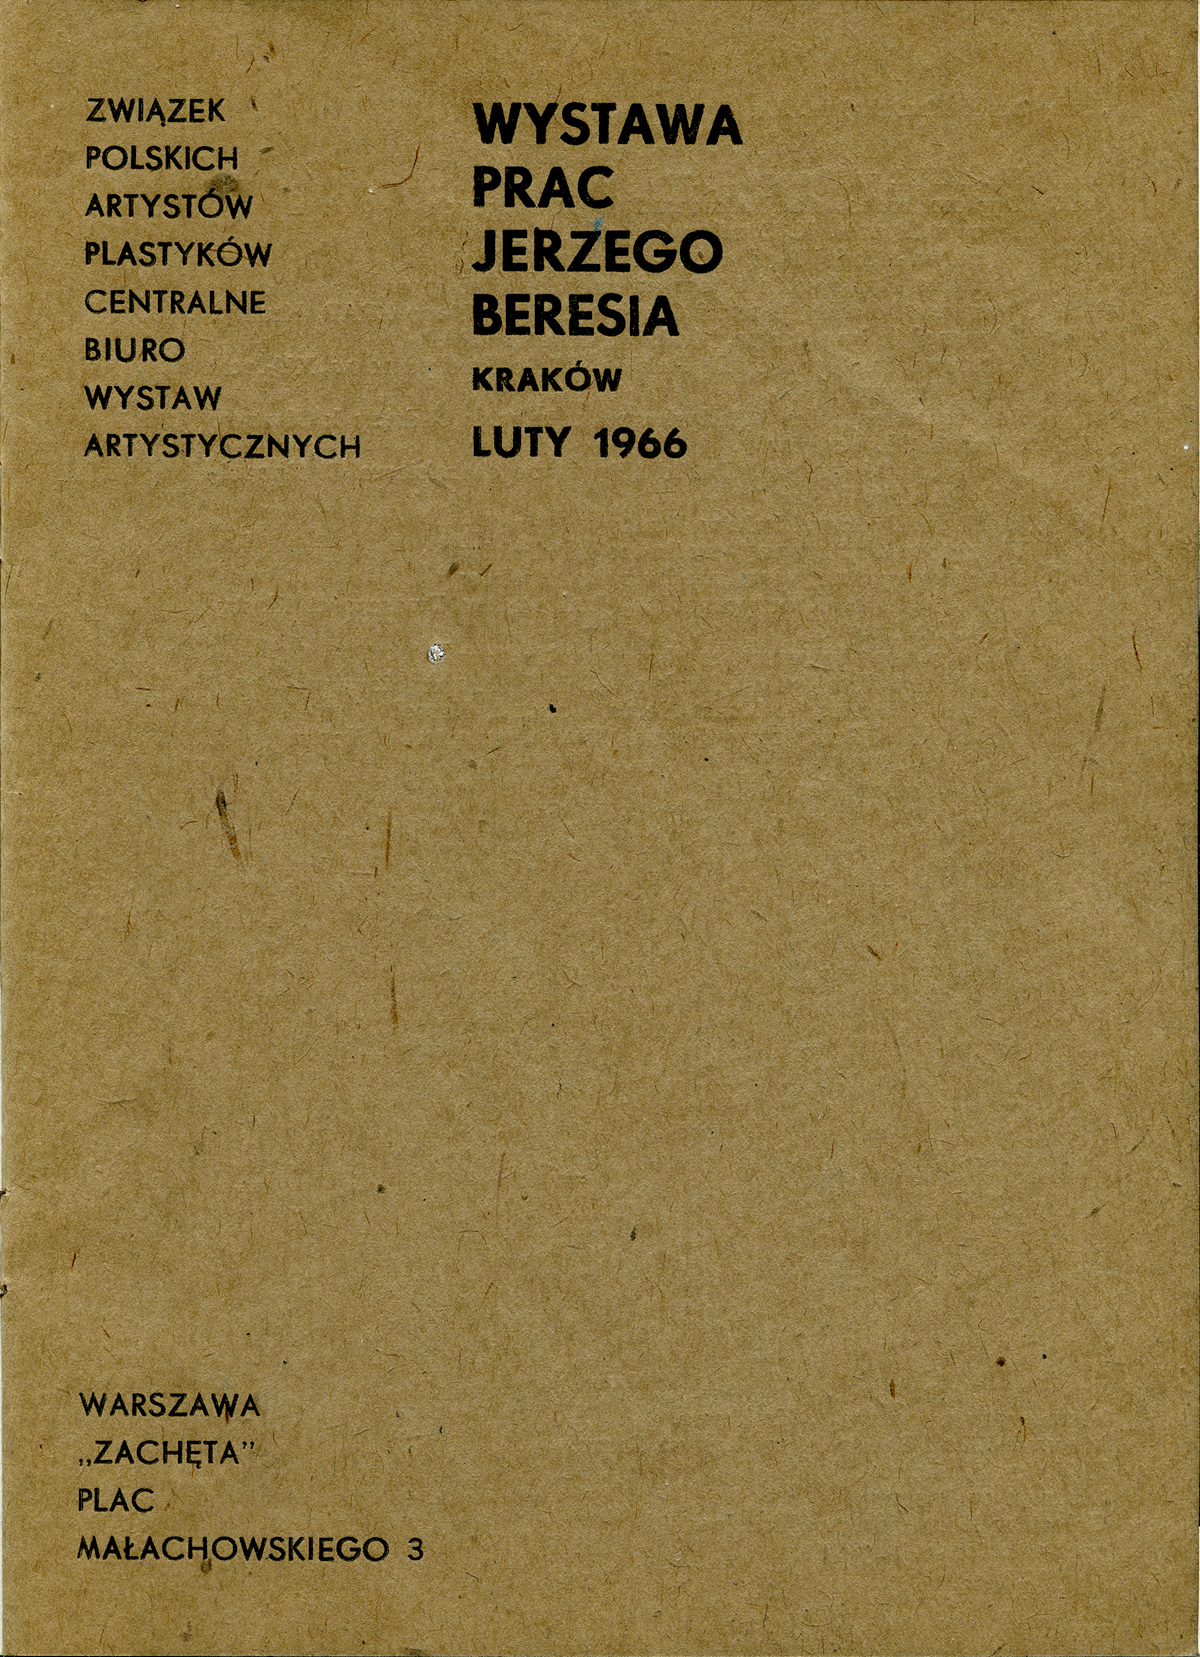 ZWIĄZEK
POLSKICH
ARTYSTÓW
PLASTYKÓW
CENTRALNE
BIURO
WYSTAW
ARTYSTYCZNYCH
WYSTAWA
PRAC
JERZEGO
BERESIA
KRAKÓW
LUTY 1966
WARSZAWA
„ZACHĘTA”
PLAC
MAŁACHOWSKIEGO 3